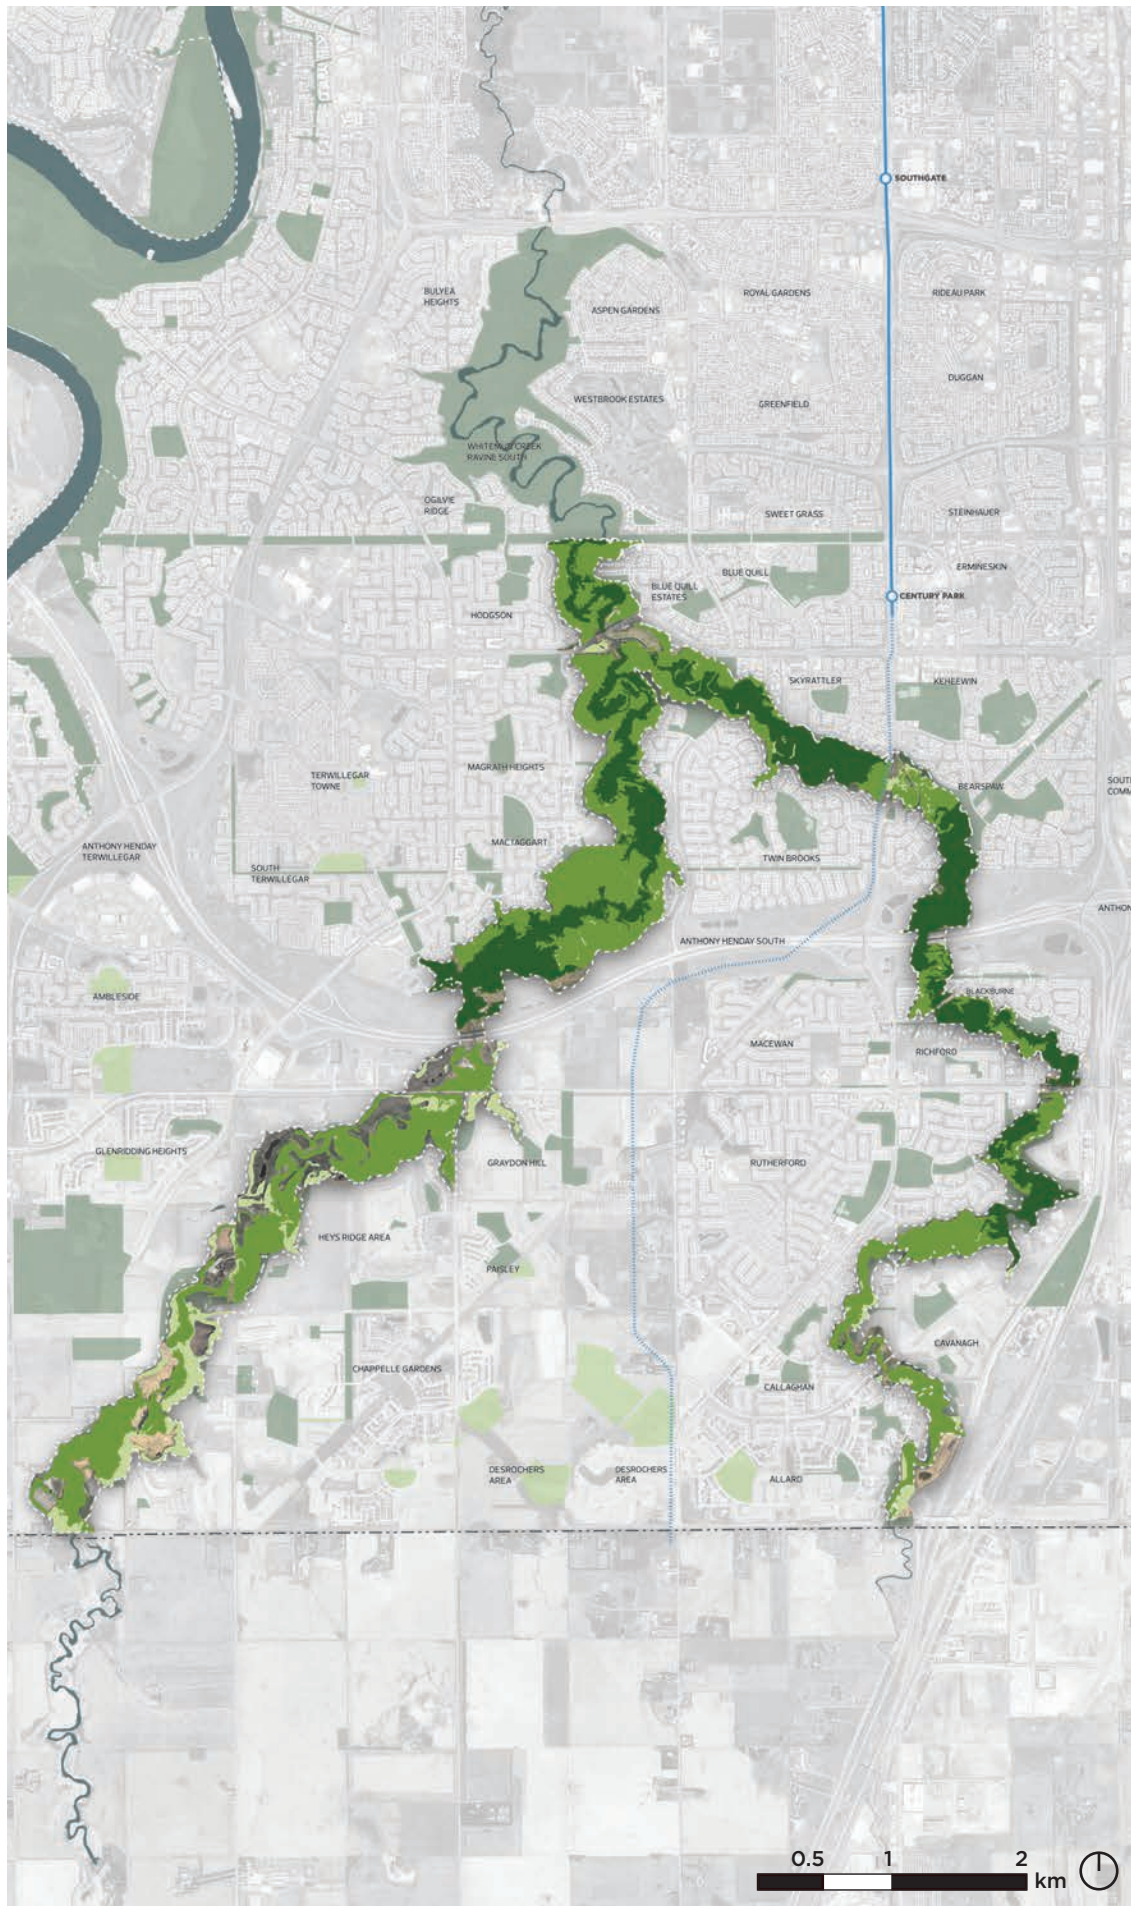 SOUTHGATE
BULYEA
HEIGHTS
ROYAL GARDENS
RIDEAU PARK
ASPEN GARDENS
DUGGAN
WESTBROOK ESTATES
GREENFIELD
WHITEMUD CREEK
RAVINE SOUTH
OGILVIE
RIDGE
SWEET GRASS
STEINHAUER
ERMINESKIN
BLUE QUILL
BLUE QUILL
ESTATES
CENTURY PARK
HODGSON
SKYRATTLER
KEHEEWIN
MAGRATH HEIGHTS
TERWILLEGAR
TOWNE
BEARSPAW
SOUT
COMM
MACTAGGART
ANTHONY HENDAY
TERWILLEGAR
TWIN BROOKS
SOUTH
TERWILLEGAR
ANTHON
ANTHONY HENDAY SOUTH
AMBLESIDE
BLACKBURNE
MACEWAN
RICHFORD
GLENRIDDING HEIGHTS
GRAYDON HILL
RUTHERFORD
HEYS RIDGE AREA
PAISLEY
CAVANAGH
CHAPPELLE GARDENS
CALLAGHAN
DESROCHERS
AREA
DESROCHERS
AREA
ALLARD
0.5 1 2
km